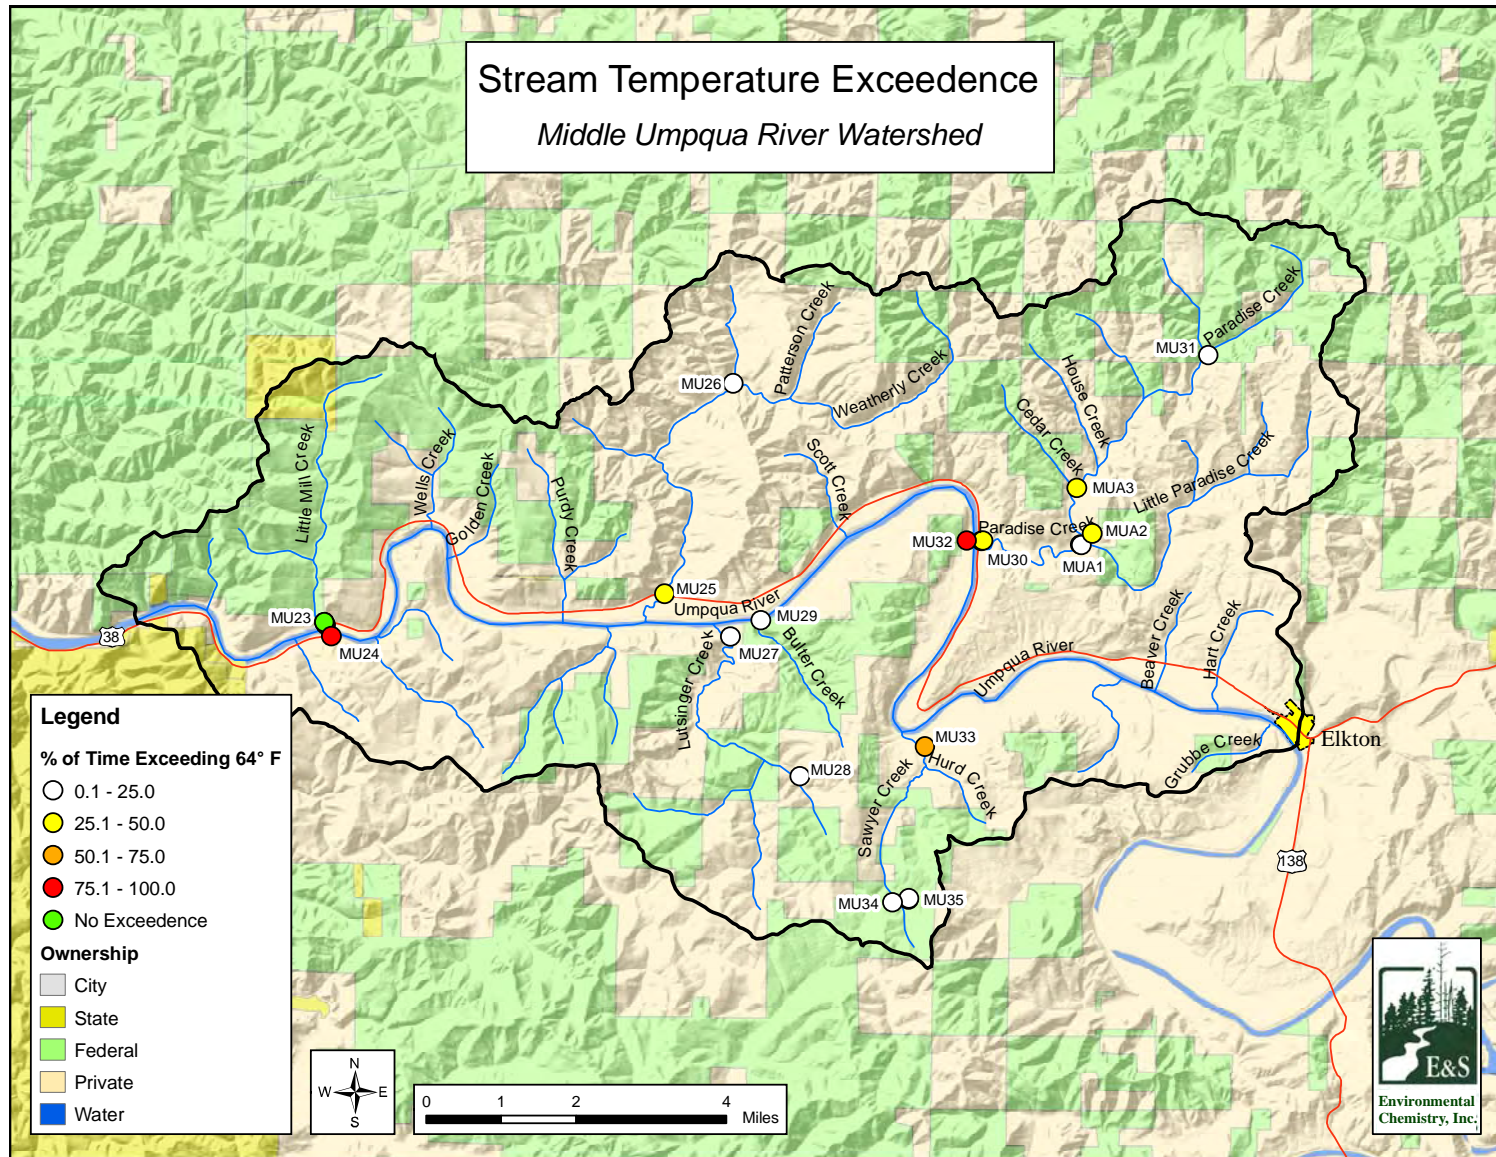 Stream Temperature Exceedence
Middle Umpqua River Watershed
Paradise Creek
MU31
Patterson Creek
MU26
Weatherly Creek
House Creek
Cedar Creek
Scott Creek
Little Paradise Creek
MUA3
Little Mill Creek
Wells Creek
Golden Creek
Purdy Creek
Paradise Creek
MUA2
MU32
MU30
MUA1
MU25
Umpqua River
MU29
MU23
MU24
38
MU27
Butler Creek
Lutsinger Creek
Umpqua River
Beaver Creek
Hart Creek
Elkton
Grubbe Creek
MU33
Hurd Creek
Sawyer Creek
MU28
MU34
MU35
138
Legend
% of Time Exceeding 64° F
0.1 - 25.0
25.1 - 50.0
50.1 - 75.0
75.1 - 100.0
No Exceedence
Ownership
City
State
Federal
Private
Water
N
W E
S
0 1 2 4
Miles
E&S
Environmental
Chemistry, Inc.